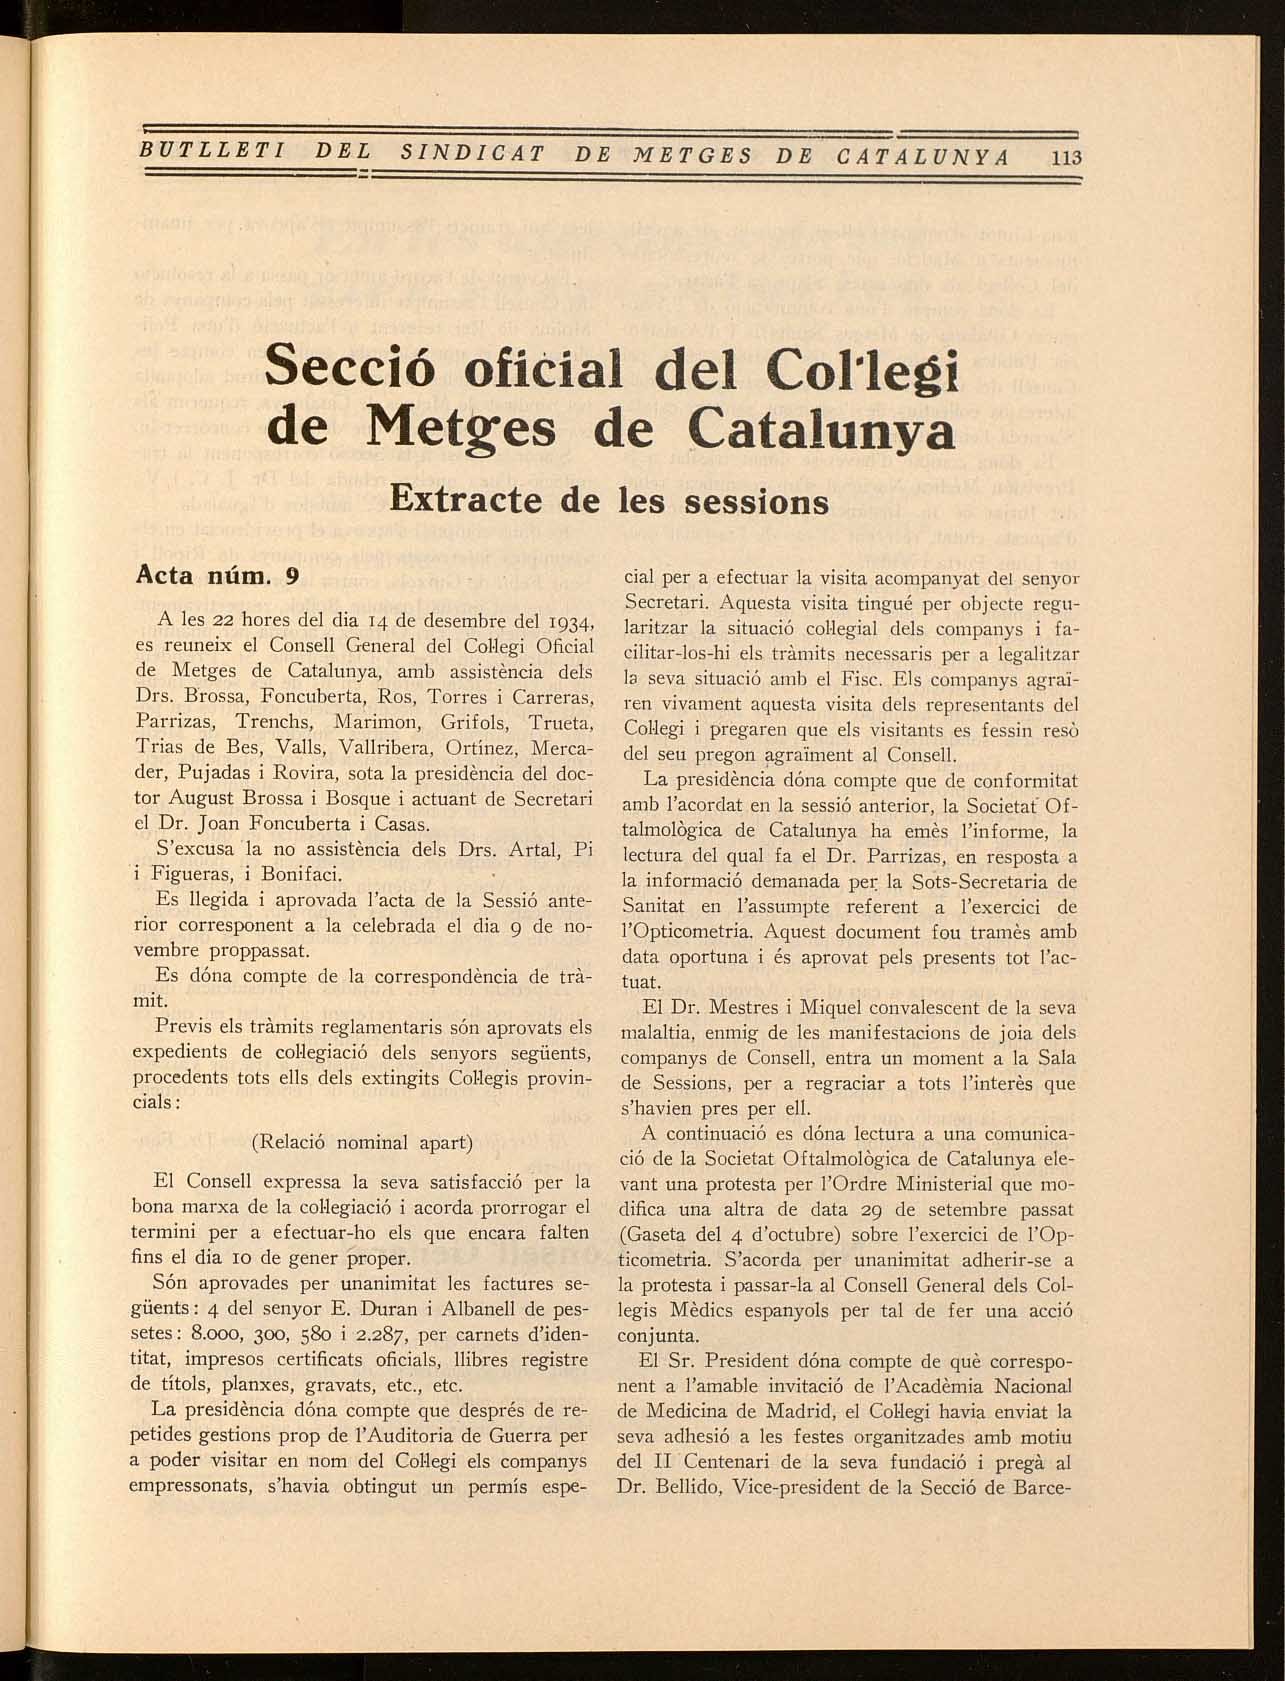 BUTLLETI DEL SINDICAT DE METGES DE CATALUNYA 113
Secció oficial del Col·legi
de Metges de Catalunya
Extracte de les sessions
Acta núm. 9
A les 22 hores del dia 14 de desembre del 1934,
es reuneix el Consell General del Col·legi Oficial
de Metges de Catalunya, amb assistència dels
Drs. Brossa, Foncuberta, Ros, Torres i Carreras,
Parrizas, Trenchs, Marimon, Grifols, Trueta,
Trias de Bes, Valls, Vallribera, Ortínez, Merca-
der, Pujadas i Rovira, sota la presidència del doc-
tor August Brossa i Bosque i actuant de Secretari
el Dr. Joan Foncuberta i Casas.
S'excusa la no assistència dels Drs. Artal, Pi
i Figueras, i Bonifaci.
Es llegida i aprovada l'acta de la Sessió ante-
rior corresponent a la celebrada el dia 9 de no-
vembre proppassat.
Es dóna compte de la correspondència de trà-
mit.
Previs els tràmits reglamentaris són aprovats els
expedients de col·legiació dels senyors següents,
procedents tots ells dels extingits Col·legis provin-
cials:
(Relació nominal apart)
El Consell expressa la seva satisfacció per la
bona marxa de la col·legiació i acorda prorrogar el
termini per a efectuar-ho els que encara falten
fins el dia 10 de gener proper.
Són aprovades per unanimitat les factures se-
güents: 4 del senyor E. Duran i Albanell de pes-
setes: 8.000, 300, 580 i 2.287, per carnets d'iden-
titat, impresos certificats oficials, llibres registre
de títols, planxes, gravats, etc., etc.
La presidència dóna compte que després de re-
petides gestions prop de l'Auditoria de Guerra per
a poder visitar en nom del Col·legi els companys
empressonats, s'havia obtingut un permís espe-
cial per a efectuar la visita acompanyat del senyor
Secretari. Aquesta visita tingué per objecte regu-
laritzar la situació col·legial dels companys i fa-
cilitar-los-hi els tràmits necessaris per a legalitzar
la seva situació amb el Fisc. Els companys agraï-
ren vivament aquesta visita dels representants del
Col·legi i pregaren que els visitants es fessin resò
del seu pregon agraïment al Consell.
La presidència dóna compte que de conformitat
amb l'acordat en la sessió anterior, la Societat Of-
talmològica de Catalunya ha emès l'informe, la
lectura del qual fa el Dr. Parrizas, en resposta a
la informació demanada per la Sots-Secretaria de
Sanitat en l'assumpte referent a l'exercici de
l'Opticometria. Aquest document fou tramès amb
data oportuna i és aprovat pels presents tot l'ac-
tuat.
El Dr. Mestres i Miquel convalescent de la seva
malaltia, enmig de les manifestacions de joia dels
companys de Consell, entra un moment a la Sala
de Sessions, per a regraciar a tots l'interès que
s'havien pres per ell.
A continuació es dóna lectura a una comunica-
ció de la Societat Oftalmològica de Catalunya ele-
vant una protesta per l'Ordre Ministerial que mo-
difica una altra de data 29 de setembre passat
(Gaseta del 4 d'octubre) sobre l'exercici de l'Op-
ticometria. S'acorda per unanimitat adherir-se a
la protesta i passar-la al Consell General dels Col-
legis Mèdics espanyols per tal de fer una acció
conjunta.
El Sr. President dóna compte de què correspo-
nent a l'amable invitació de l'Acadèmia Nacional
de Medicina de Madrid, el Col·legi havia enviat la
seva adhesió a les festes organitzades amb motiu
del II Centenari de la seva fundació i pregà al
Dr. Bellido, Vice-president de la Secció de Barce-